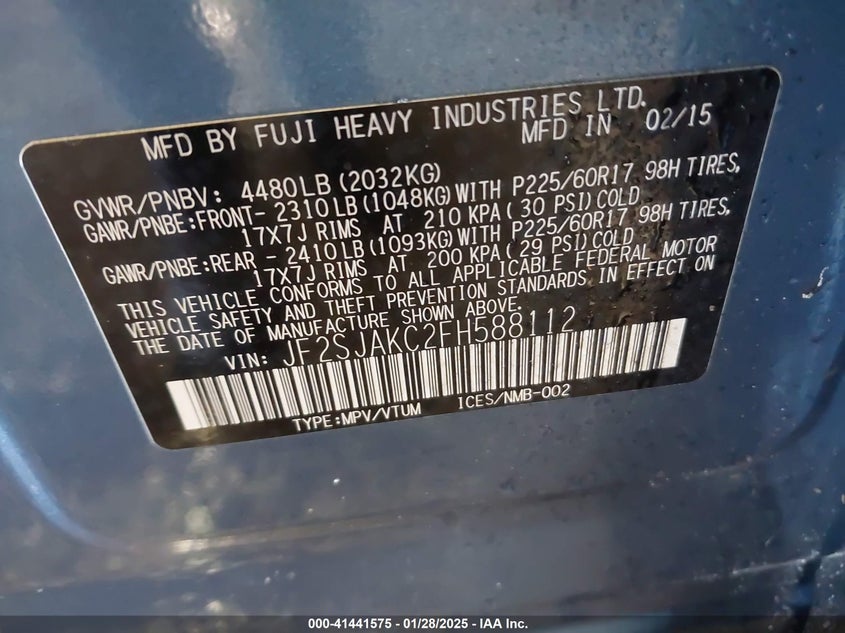 MFD BY FUJI HEAVY INDUSTRIES LTD.
MFD IN 02/15
GVWR/PNBV: 4480LB(2032KG)
GAWR/PNBE:FRONT- 2310LB(1048KG)WITH P225/60R17 98H TIRES,
17X7J RIMS AT 210 KPA(30 PSI)COLD
GAWR/PNBE:REAR - 2410LB(1093KG)WITH P225/60R17 98H TIRES,
17X7J RIMS AT 200 KPA(29 PSI)COLD
THIS VEHICLE CONFORMS TO ALL APPLICABLE FEDERAL MOTOR
VEHICLE SAFETY AND THEFT PREVENTION STANDARDS IN EFFECT ON
THE DATE OF MANUFACTURE SHOWN ABOVE.
VIN: JF2SJAKC2FH588112
TYPE:MPV/VTUM ICES/NMB-002
000-41441575 - 01/28/2025 - IAA Inc.